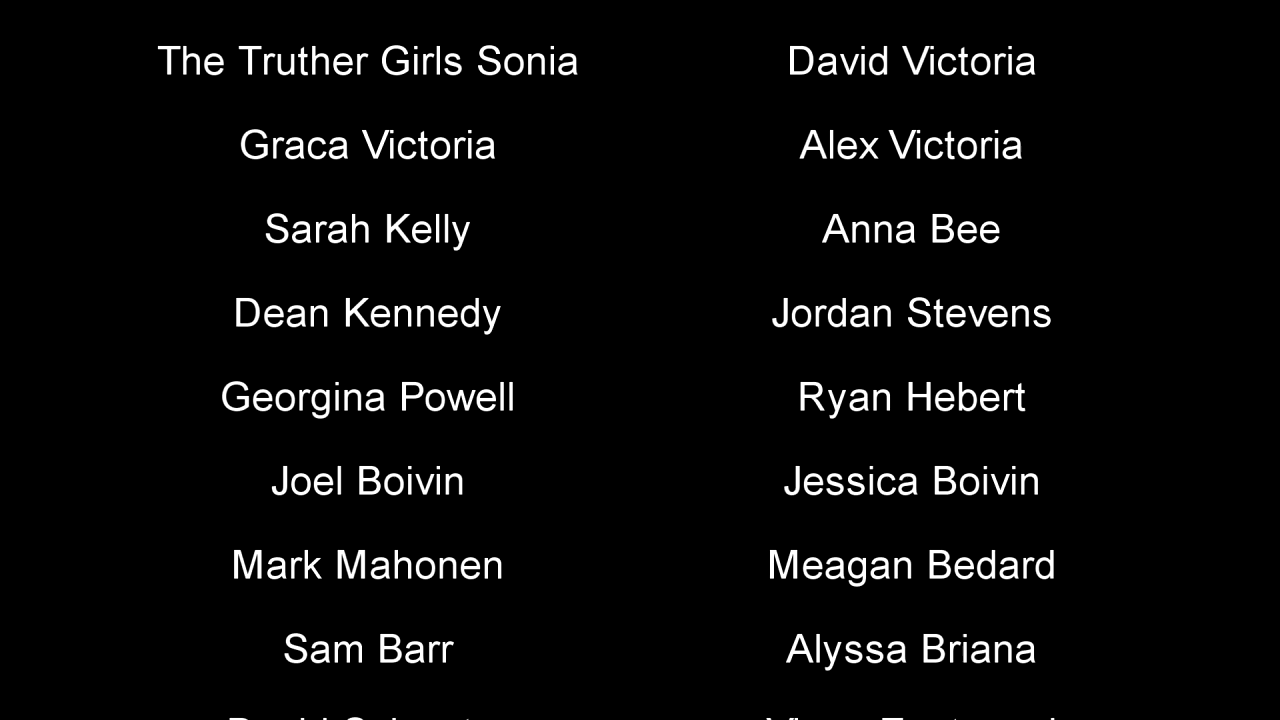 The Truther Girls Sonia David Victoria
Graca Victoria Alex Victoria
Sarah Kelly Anna Bee
Dean Kennedy Jordan Stevens
Georgina Powell Ryan Hebert
Joel Boivin Jessica Boivin
Mark Mahonen Meagan Bedard
Sam Barr Alyssa Briana